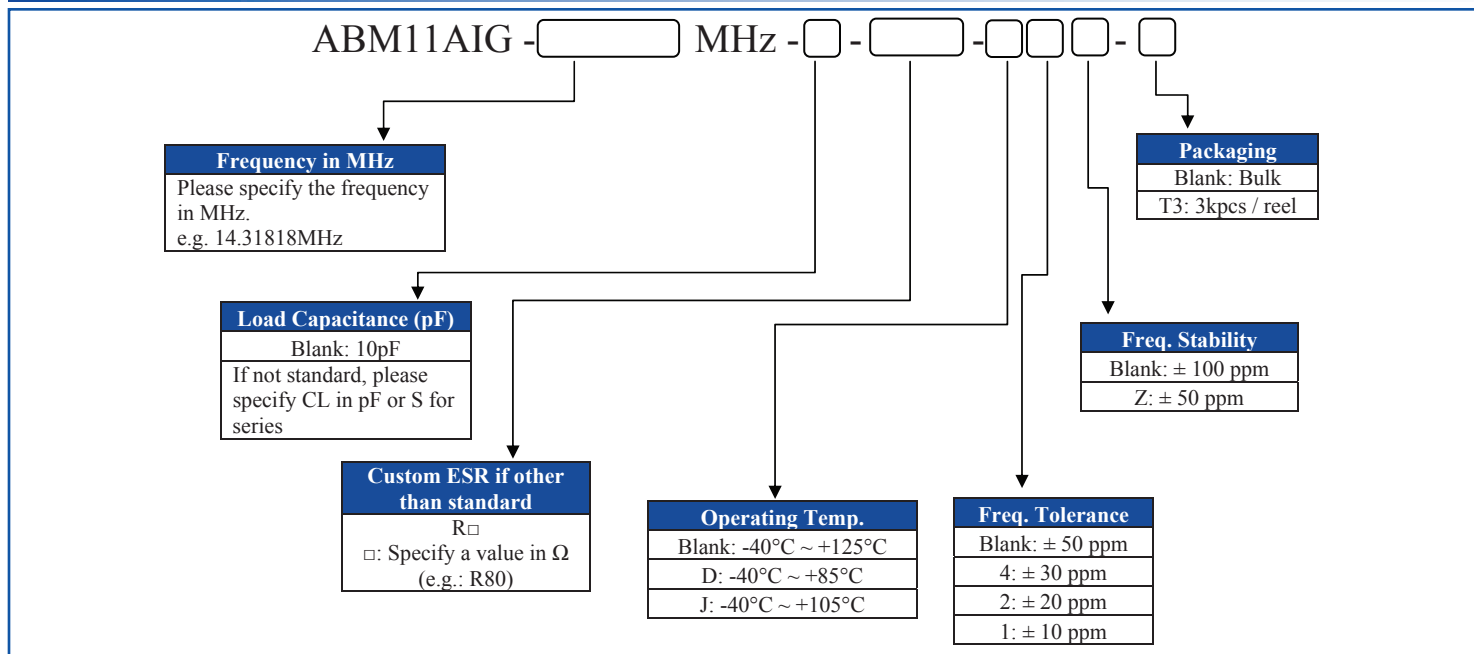 ABM11AIG - MHz - - - -
Frequency in MHz
Please specify the frequency
in MHz.
e.g. 14.31818MHz
Packaging
Blank: Bulk
T3: 3kpcs / reel
Load Capacitance (pF)
Blank: 10pF
If not standard, please
specify CL in pF or S for
series
Freq. Stability
Blank: ± 100 ppm
Z: ± 50 ppm
Custom ESR if other
than standard
R□
□: Specify a value in Ω
(e.g.: R80)
Operating Temp.
Blank: -40°C ~ +125°C
D: -40°C ~ +85°C
J: -40°C ~ +105°C
Freq. Tolerance
Blank: ± 50 ppm
4: ± 30 ppm
2: ± 20 ppm
1: ± 10 ppm